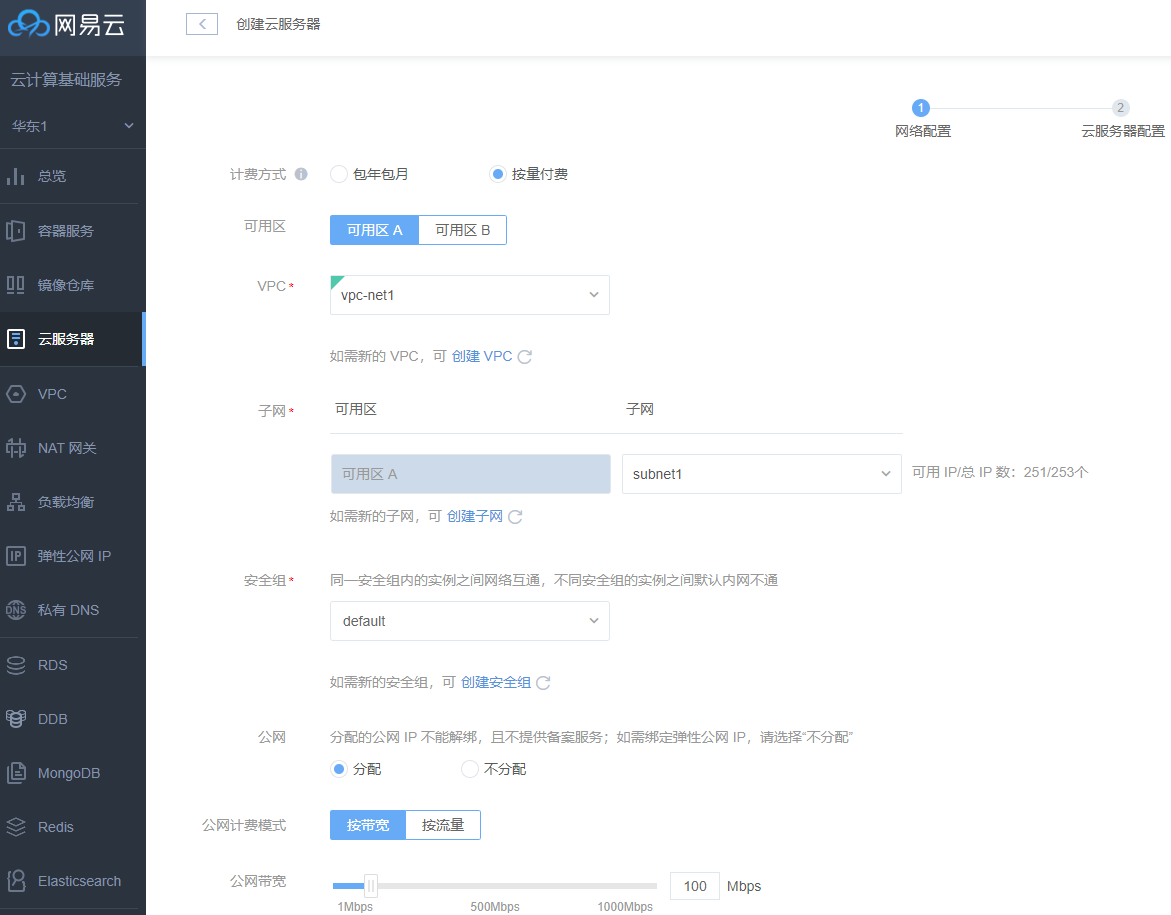 网易云
云计算基础服务
华东1
总览
容器服务
镜像仓库
云服务器
VPC
NAT 网关
负载均衡
IP 弹性公网 IP
DNS 私有 DNS
RDS
DDB
MongoDB
Redis
Elasticsearch
创建云服务器
1 2
网络配置 云服务器配置
计费方式 包年包月 按量付费
可用区 可用区 A 可用区 B
VPC* vpc-net1
如需新的 VPC，可 创建 VPC
子网* 可用区 子网
可用区 A subnet1 可用 IP/总 IP 数：251/253个
如需新的子网，可 创建子网
安全组* 同一安全组内的实例之间网络互通，不同安全组的实例之间默认内网不通
default
如需新的安全组，可 创建安全组
公网 分配的公网 IP 不能解绑，且不提供备案服务；如需绑定弹性公网 IP，请选择“不分配”
分配 不分配
公网计费模式 按带宽 按流量
公网带宽 100 Mbps
1Mbps 500Mbps 1000Mbps